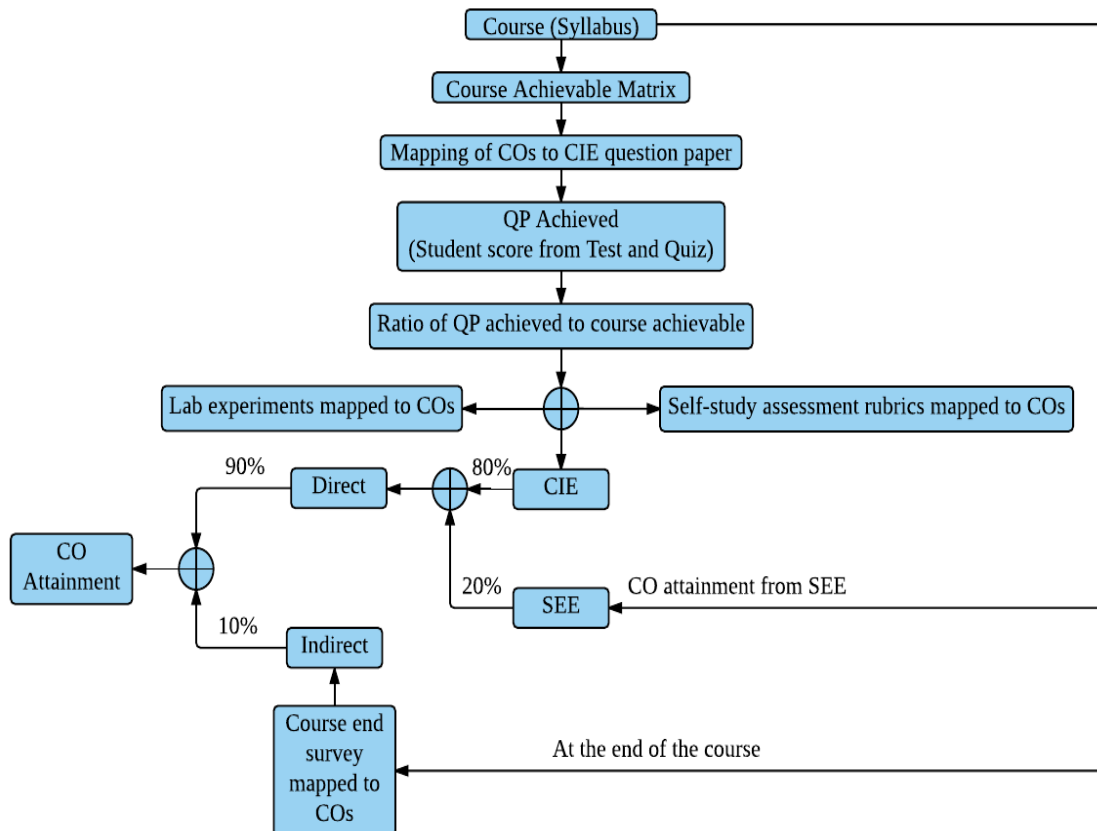 Course (Syllabus)
Course Achievable Matrix
Mapping of COs to CIE question paper
QP Achieved
(Student score from Test and Quiz)
Ratio of QP achieved to course achievable
Lab experiments mapped to COs
Self-study assessment rubrics mapped to COs
90%
Direct
80%
CIE
CO
Attainment
20%
SEE
CO attainment from SEE
10%
Indirect
Course end
survey
mapped to
COs
At the end of the course